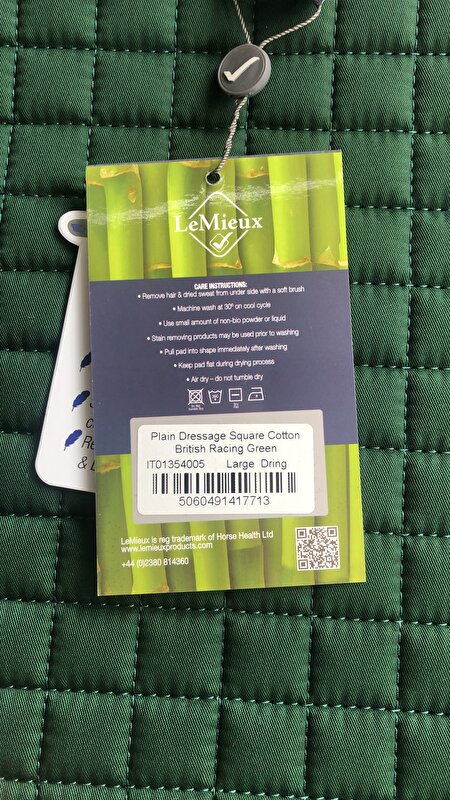 LeMieux
CARE INSTRUCTIONS:
• Remove hair & dried sweat from under side with a soft brush
• Machine wash at 30º on cool cycle
• Use small amount of non-bio powder or liquid
• Stain removing products may be used prior to washing
• Pull pad into shape immediately after washing
• Keep pad flat during drying process
• Air dry – do not tumble dry
Plain Dressage Square Cotton
British Racing Green
IT01354005 Large Dring
5060491417713
LeMieux is reg trademark of Horse Health Ltd
www.lemieuxproducts.com
+44 (0)2380 814360
&